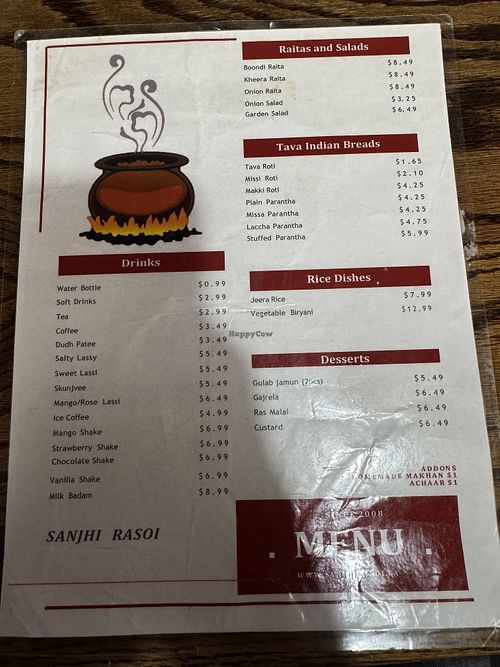 Raitas and Salads
Boondi Raita $8.49
Kheera Raita $8.49
Onion Raita $8.49
Onion Salad $3.25
Garden Salad $6.49
Tava Indian Breads
Tava Roti $1.65
Missi Roti $2.10
Makki Roti $4.25
Plain Parantha $4.25
Missa Parantha $4.25
Laccha Parantha $4.75
Stuffed Parantha $5.99
Drinks
Water Bottle $0.99
Soft Drinks $2.99
Tea $2.99
Coffee $3.49
Dudh Patee $3.49
Salty Lassy $5.49
Sweet Lassi $5.49
Skunjvee $5.49
Mango/Rose Lassi $6.49
Ice Coffee $4.99
Mango Shake $6.99
Strawberry Shake $6.99
Chocolate Shake $6.99
Vanilla Shake $6.99
Milk Badam $8.99
Rice Dishes
Jeera Rice $7.99
Vegetable Biryani $12.99
HappyCow
Desserts
Gulab jamun (2pcs) $5.49
Gajrela $6.49
Ras Malai $6.49
Custard $6.49
ADDONS
HOMEMADE MAKHAN $1
ACHAAR $1
SINCE 2008
. MENU .
SANJHI RASOI